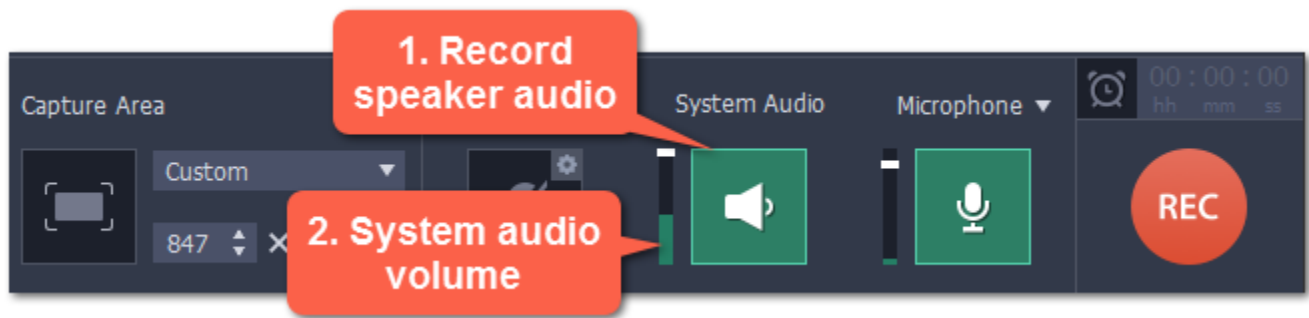 1. Record
speaker audio
Capture Area
System Audio
Microphone
00 : 00 : 00
hh mm ss
Custom
REC
847
2. System audio
volume